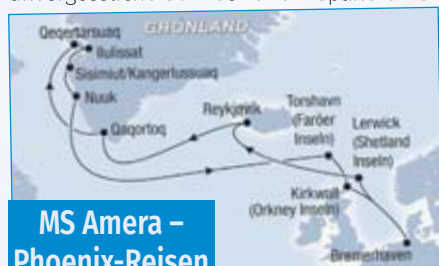 GRÖNLAND
Qeqertarsuaq
Ilulissat
Sisimiut/Kangerlussuaq
Nuuk
Qaqortoq
Reykjavik
Torshavn
(Faröer
Inseln)
Lerwick
(Shetland
Inseln)
Kirkwall
(Orkney Inseln)
Bremerhaven
MS Amera –
Phoenix-Reisen